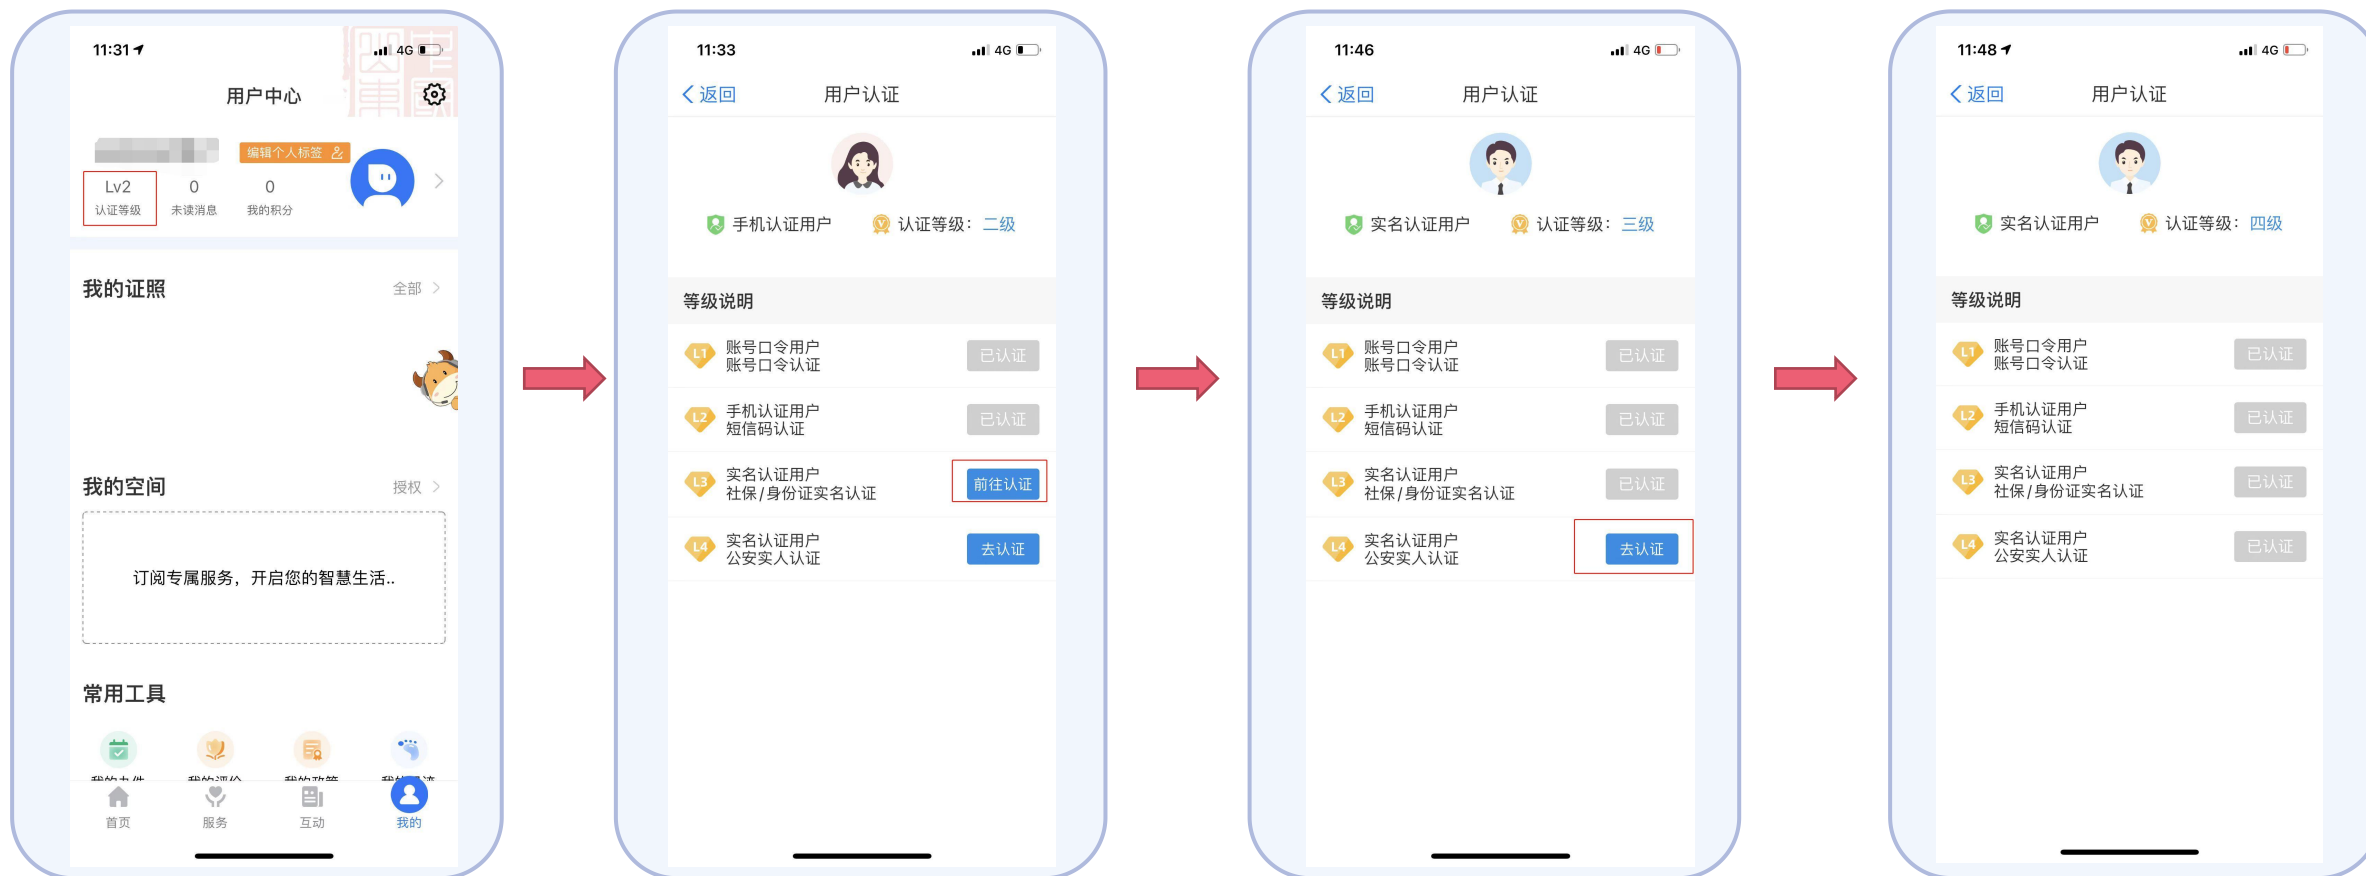 11:31
4G
用户中心
编辑个人标签
Lv2
0
0
认证等级
未读消息
我的积分
我的证照
全部
我的空间
授权
订阅专属服务，开启您的智慧生活..
常用工具
首页
服务
互动
我的
11:33
4G
返回
用户认证
手机认证用户
认证等级：二级
等级说明
L1
账号口令用户
账号口令认证
已认证
L2
手机认证用户
短信码认证
已认证
L3
实名认证用户
社保/身份证实名认证
前往认证
L4
实名认证用户
公安实人认证
去认证
11:46
4G
返回
用户认证
实名认证用户
认证等级：三级
等级说明
L1
账号口令用户
账号口令认证
已认证
L2
手机认证用户
短信码认证
已认证
L3
实名认证用户
社保/身份证实名认证
已认证
L4
实名认证用户
公安实人认证
去认证
11:48
4G
返回
用户认证
实名认证用户
认证等级：四级
等级说明
L1
账号口令用户
账号口令认证
已认证
L2
手机认证用户
短信码认证
已认证
L3
实名认证用户
社保/身份证实名认证
已认证
L4
实名认证用户
公安实人认证
已认证